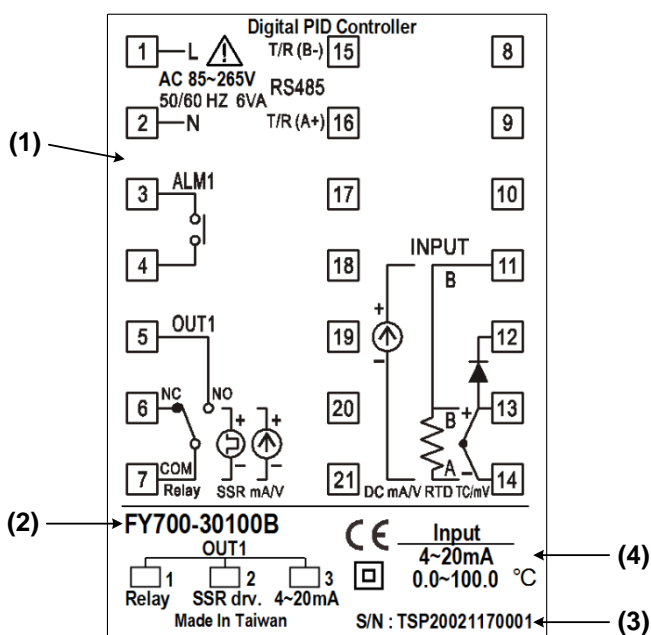 Digital PID Controller
1 L T/R (B-) 15 8
AC 85~265V
RS485
50/60 HZ 6VA
2 N T/R (A+) 16 9
(1)
3 ALM1 17 10
INPUT
4 18 11
B
5 OUT1 19 12
+
−
6 NC NO 20 13
+ + B +
7 COM 21 14
− − A −
Relay SSR mA/V DC mA/V RTD TC/mV
(2) FY700-30100B
CE Input
OUT1
4~20mA (4)
1 2 3 0.0~100.0 °C
Relay SSR drv. 4~20mA
Made In Taiwan S/N : TSP20021170001 (3)